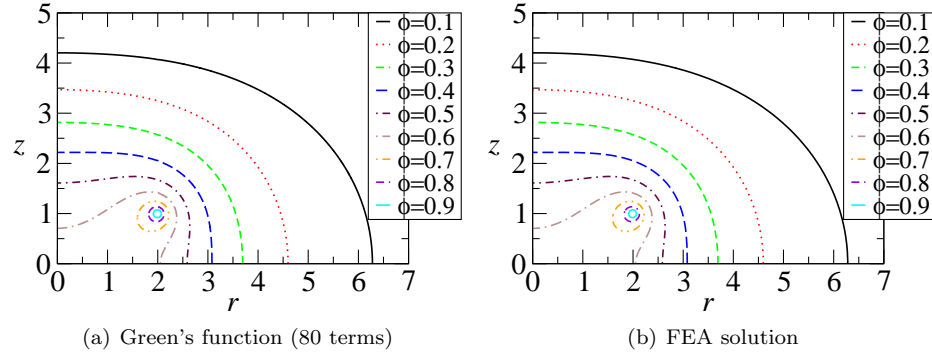 5
4
3
z
2
1
0
0 1 2 3 4 5 6 7
r
o=0.1
o=0.2
o=0.3
o=0.4
o=0.5
o=0.6
o=0.7
o=0.8
o=0.9
(a) Green's function (80 terms)
5
4
3
z
2
1
0
0 1 2 3 4 5 6 7
r
o=0.1
o=0.2
o=0.3
o=0.4
o=0.5
o=0.6
o=0.7
o=0.8
o=0.9
(b) FEA solution